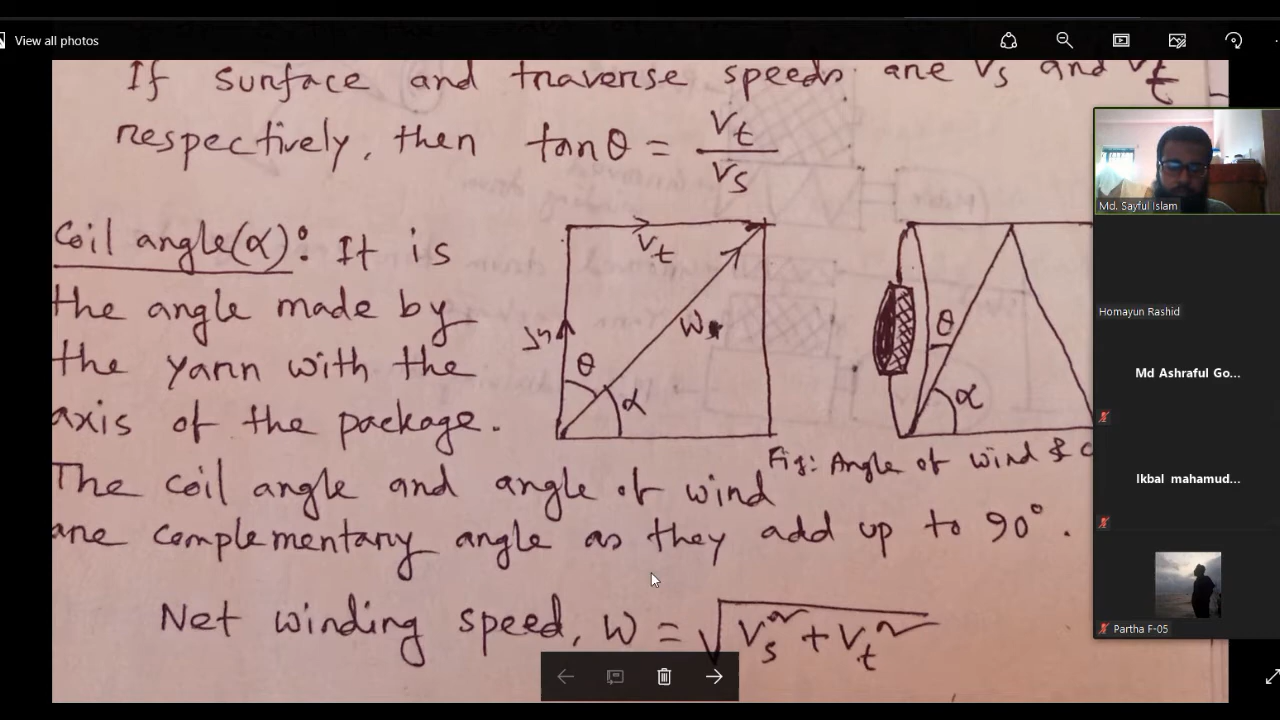 View all photos
If surface and traverse speeds are Vs and Vt
respectively, then tanθ = Vt/Vs
Coil angle(α): It is
the angle made by
the yarn with the
axis of the package.
Vt
W
θ
α
θ
α
Fig: Angle of wind & c
The coil angle and angle of wind
are complementary angle as they add up to 90°.
Net winding speed, W = √Vs² + Vt²
Md. Sayful Islam
Homayun Rashid
Md Ashraful Go...
Ikbal mahamud...
Partha F-05